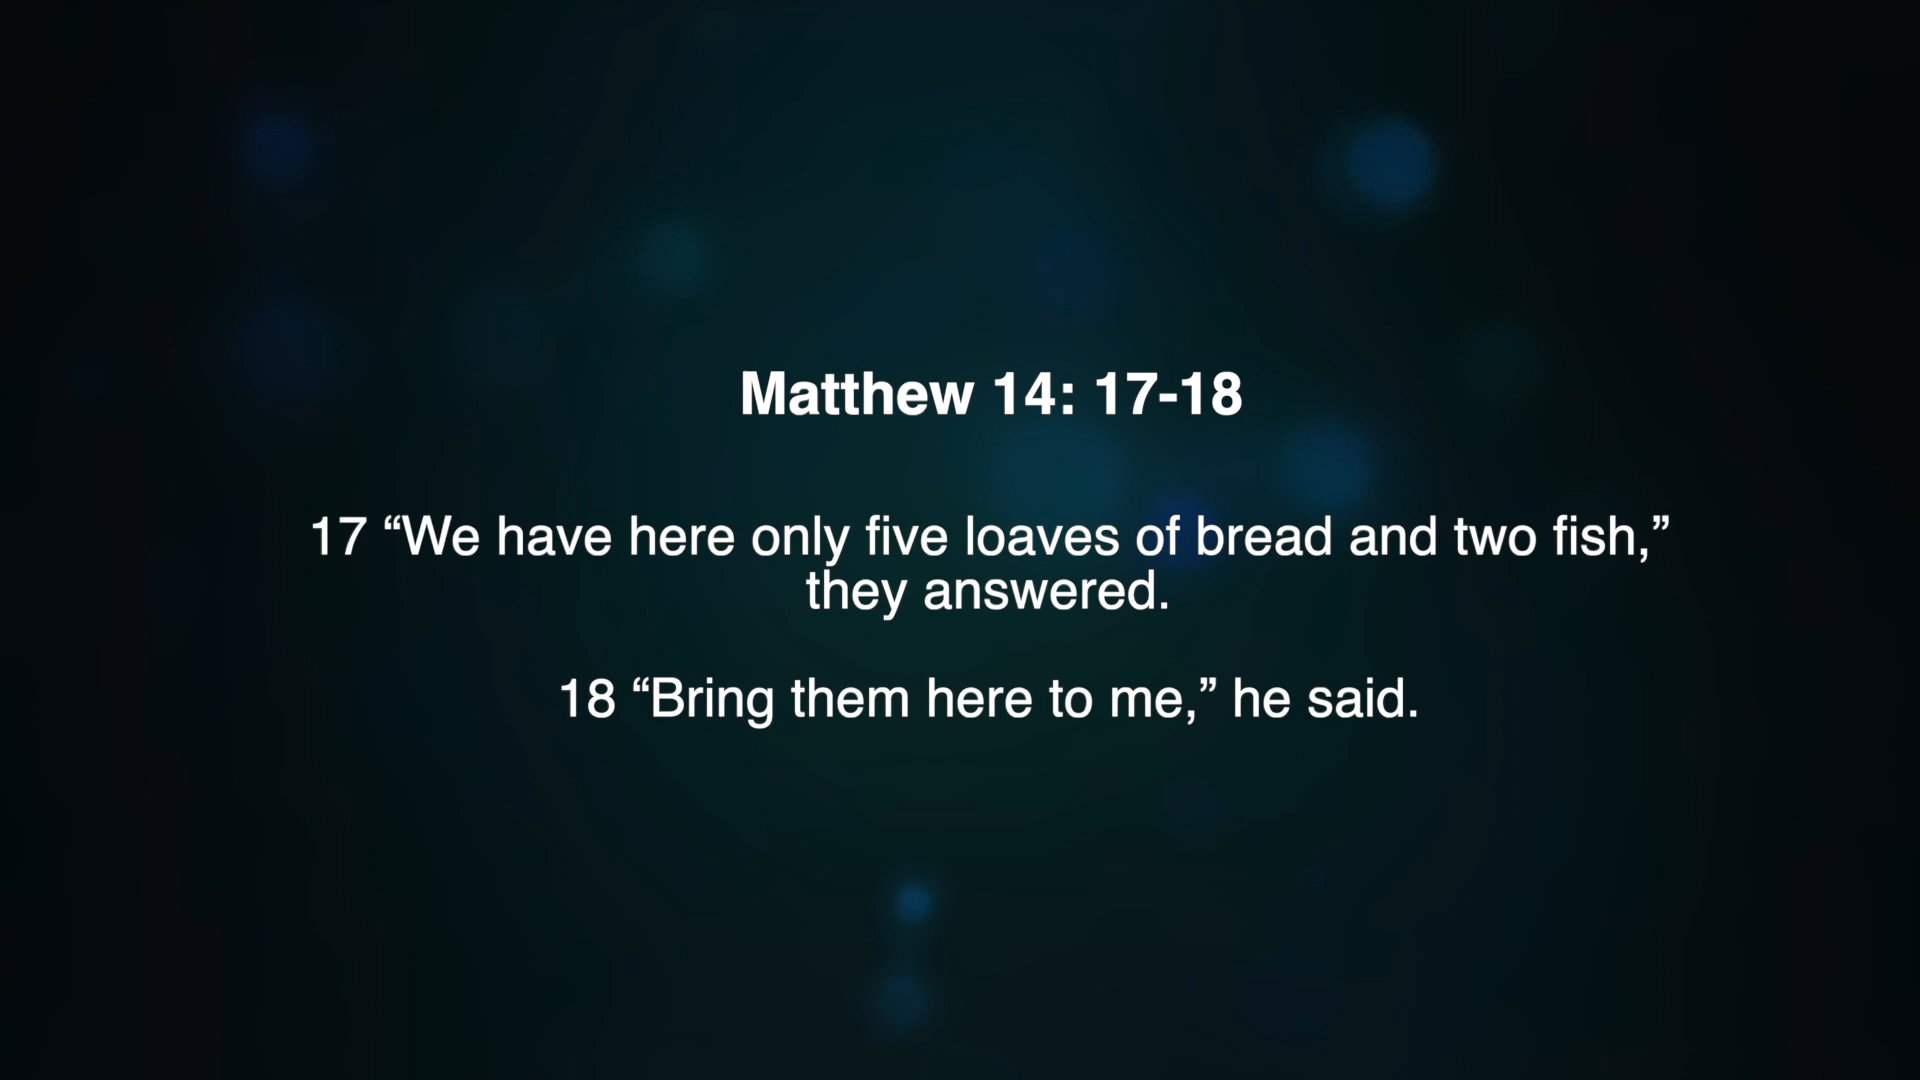 Matthew 14: 17-18
17 “We have here only five loaves of bread and two fish,”
they answered.
18 “Bring them here to me,” he said.